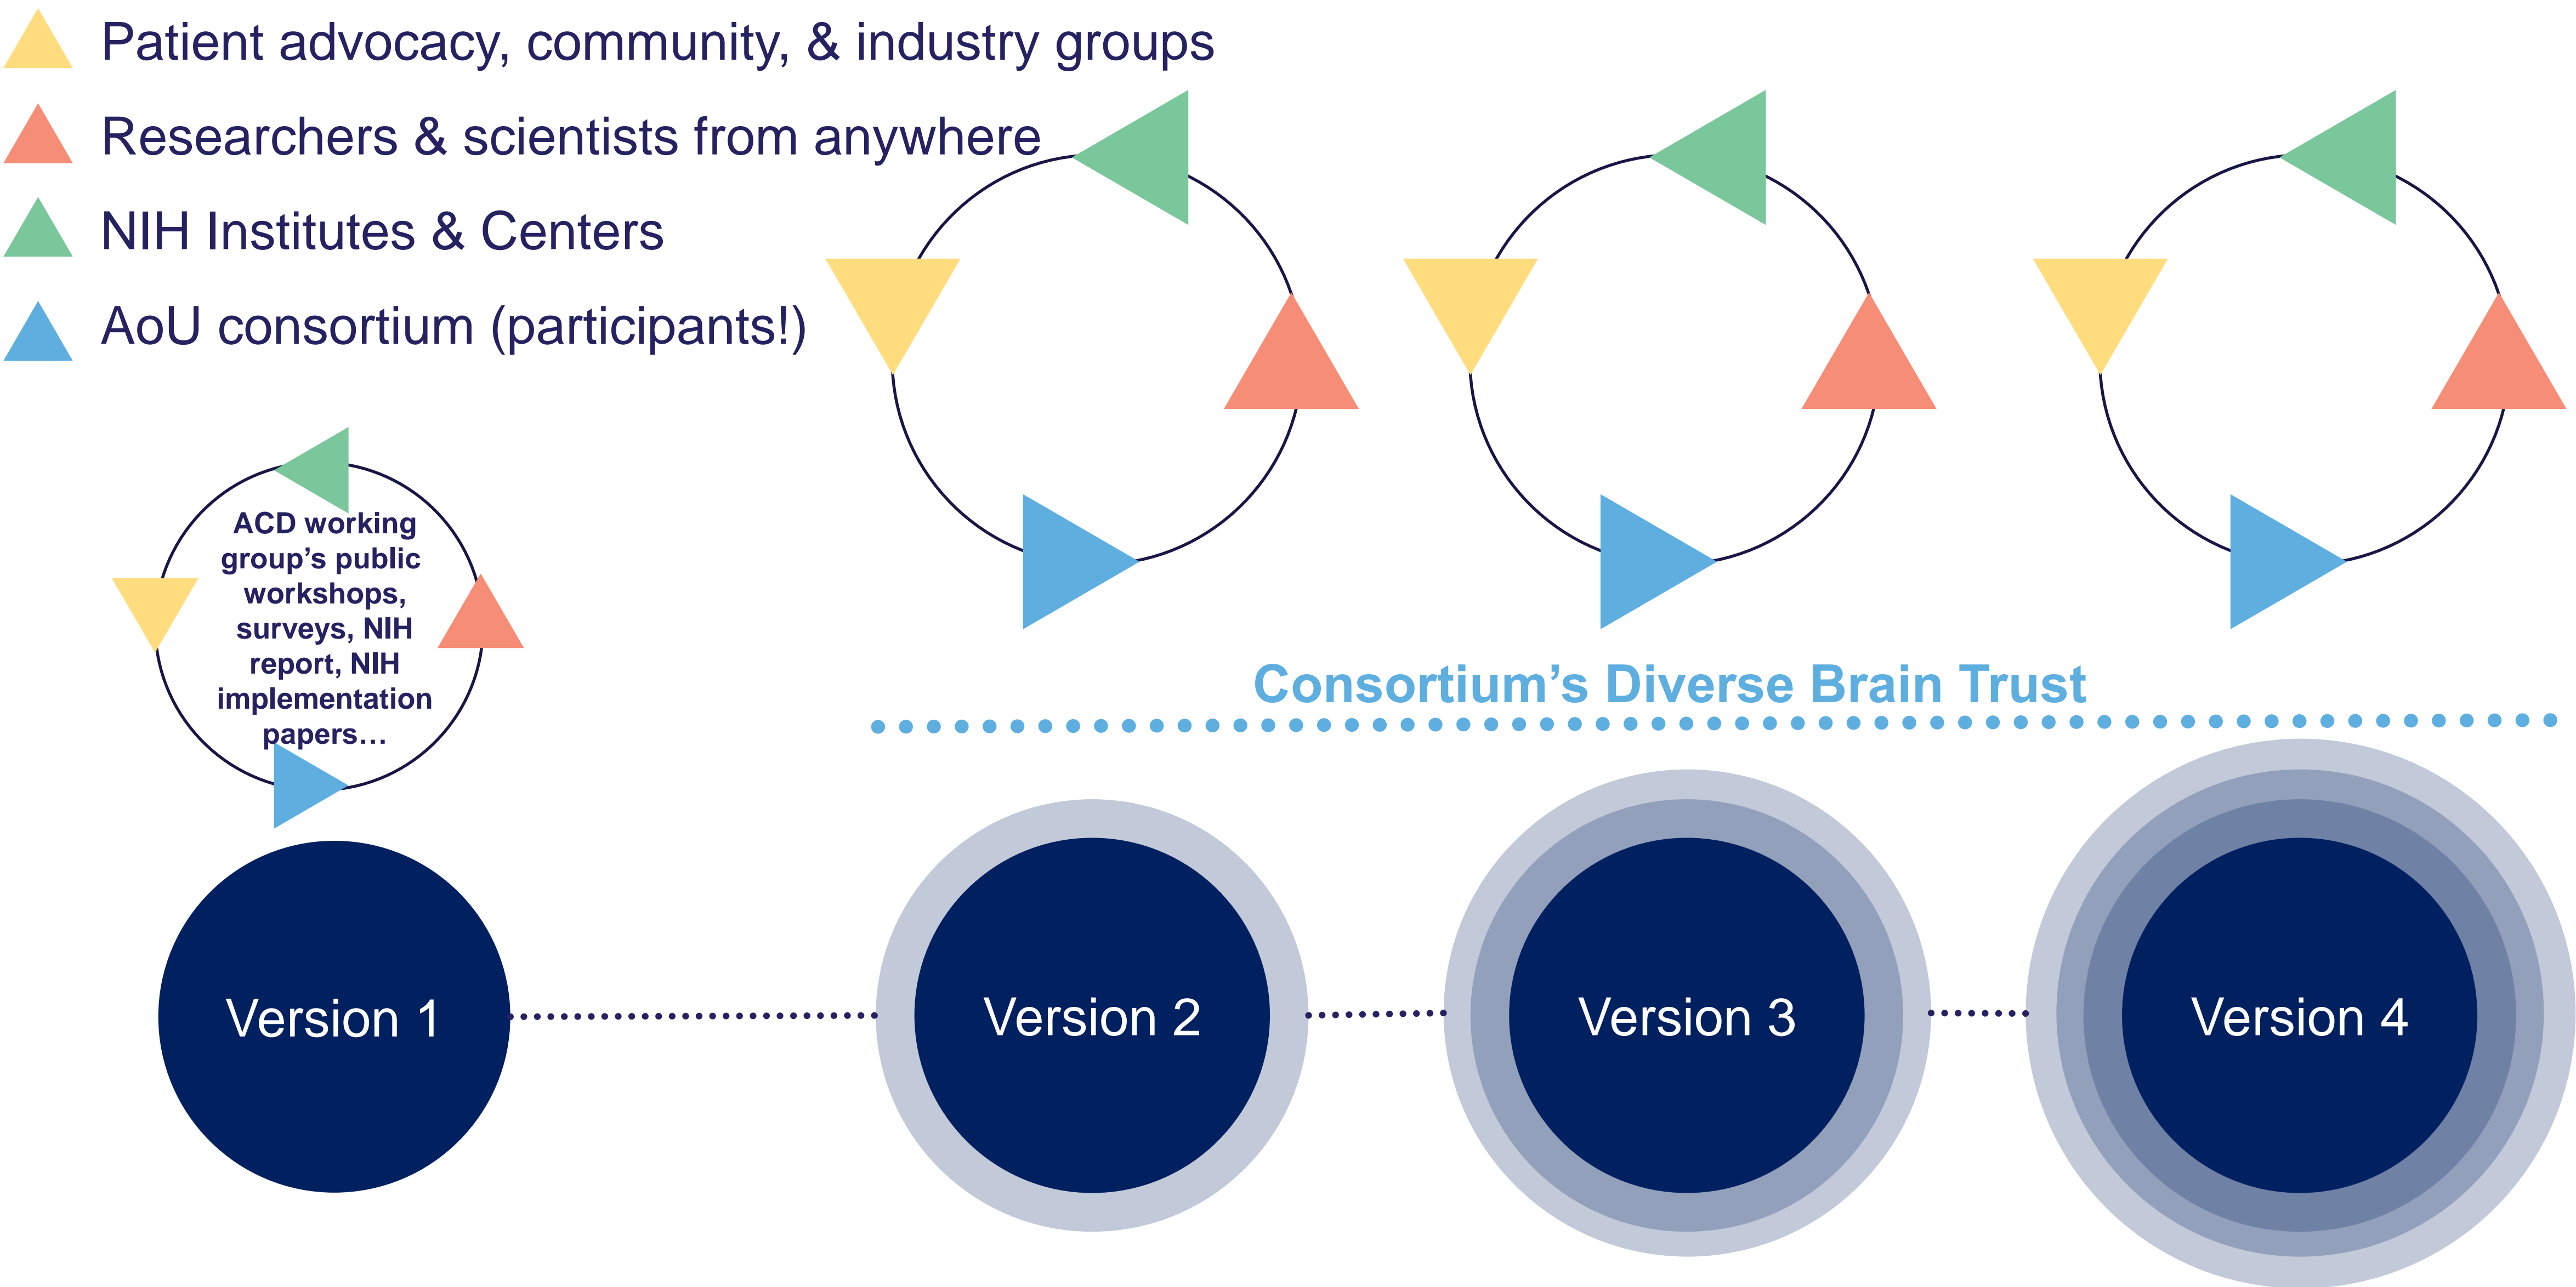 Patient advocacy, community, & industry groups
Researchers & scientists from anywhere
NIH Institutes & Centers
AoU consortium (participants!)
ACD working
group’s public
workshops,
surveys, NIH
report, NIH
implementation
papers…
Consortium’s Diverse Brain Trust
Version 1
Version 2
Version 3
Version 4